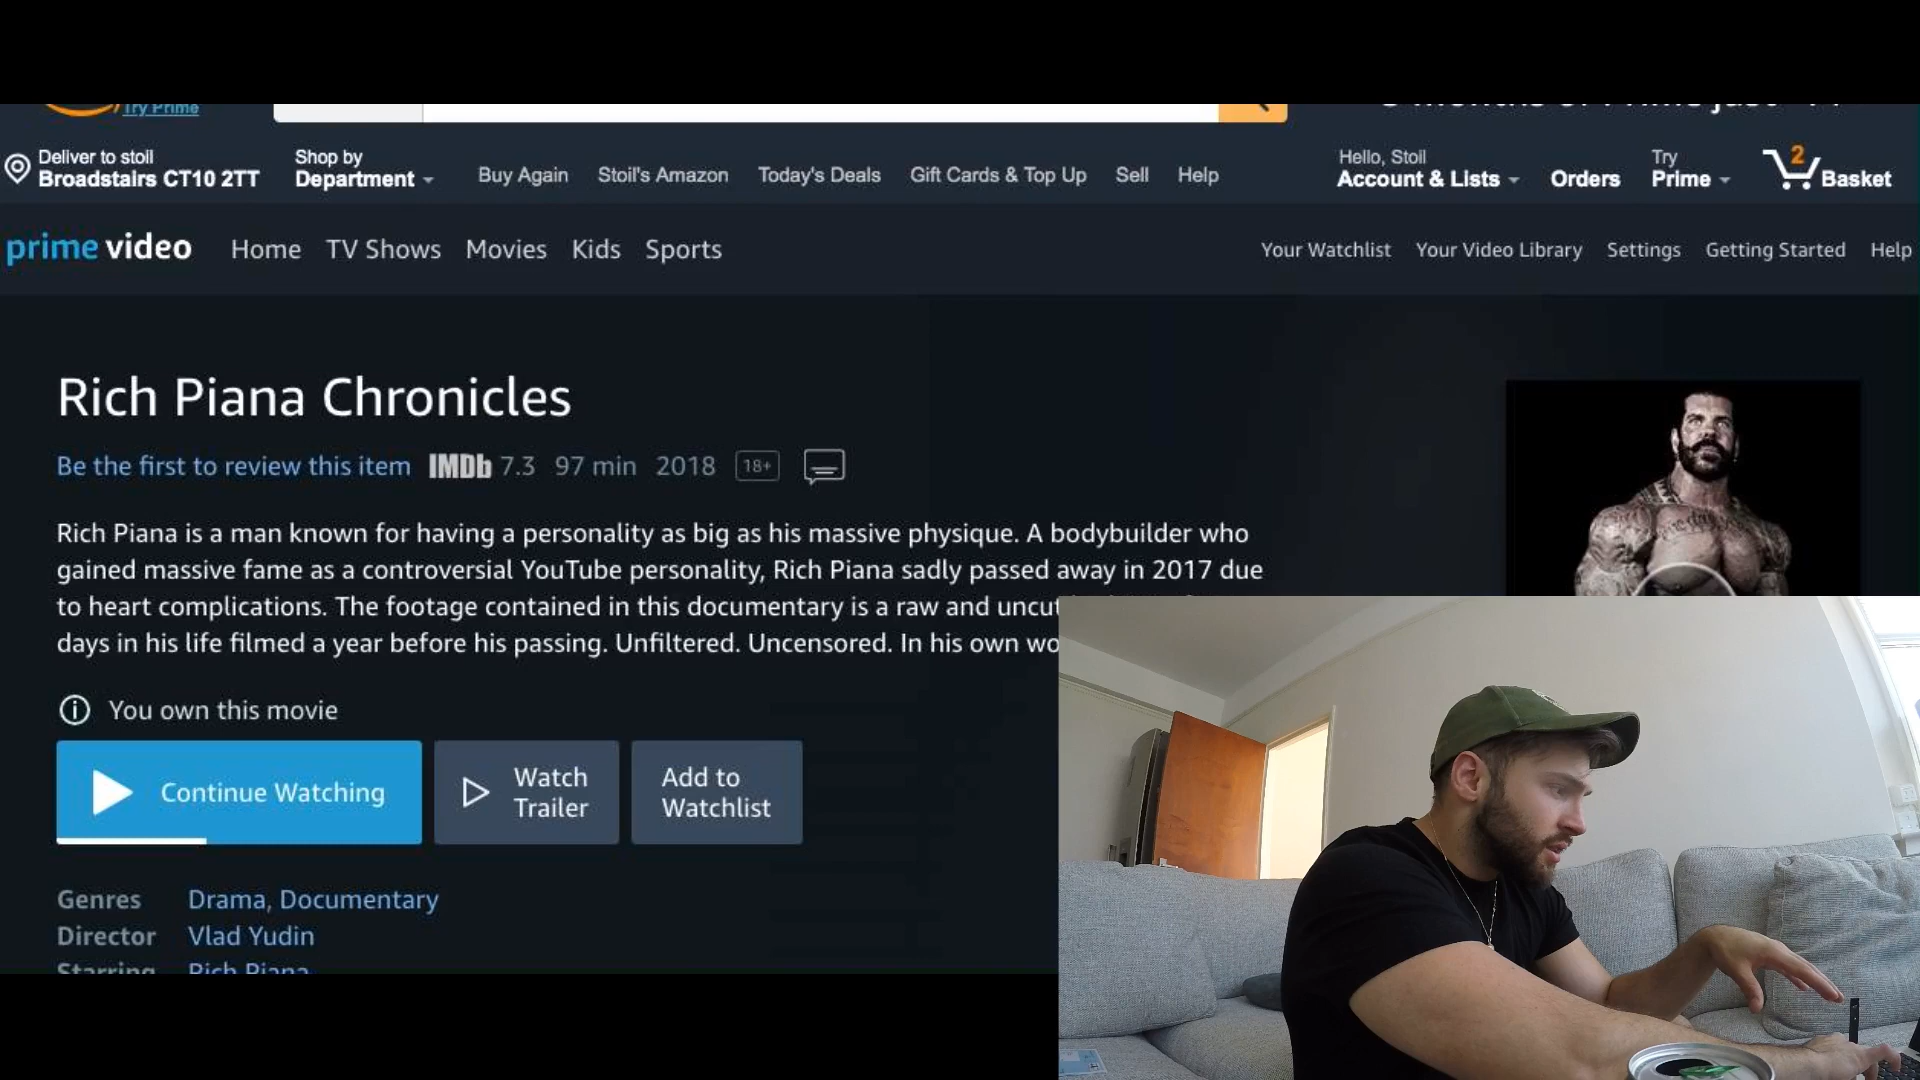 Try Prime
Deliver to stoil
Broadstairs CT10 2TT
Shop by
Department
Buy Again
Stoil's Amazon
Today's Deals
Gift Cards & Top Up
Sell
Help
Hello, Stoil
Account & Lists
Orders
Try
Prime
2
Basket
prime video
Home
TV Shows
Movies
Kids
Sports
Your Watchlist
Your Video Library
Settings
Getting Started
Help
Rich Piana Chronicles
Be the first to review this item IMDb 7.3 97 min 2018 18+
Rich Piana is a man known for having a personality as big as his massive physique. A bodybuilder who
gained massive fame as a controversial YouTube personality, Rich Piana sadly passed away in 2017 due
to heart complications. The footage contained in this documentary is a raw and uncut
days in his life filmed a year before his passing. Unfiltered. Uncensored. In his own wo
You own this movie
Continue Watching
Watch
Trailer
Add to
Watchlist
Genres Drama, Documentary
Director Vlad Yudin
Starring Rich Piana